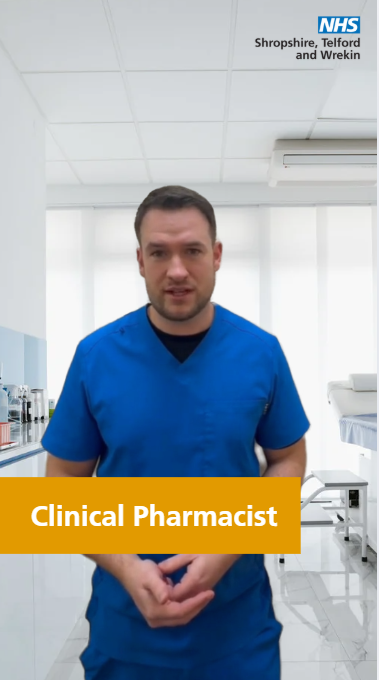 NHS
Shropshire, Telford
and Wrekin
Clinical Pharmacist